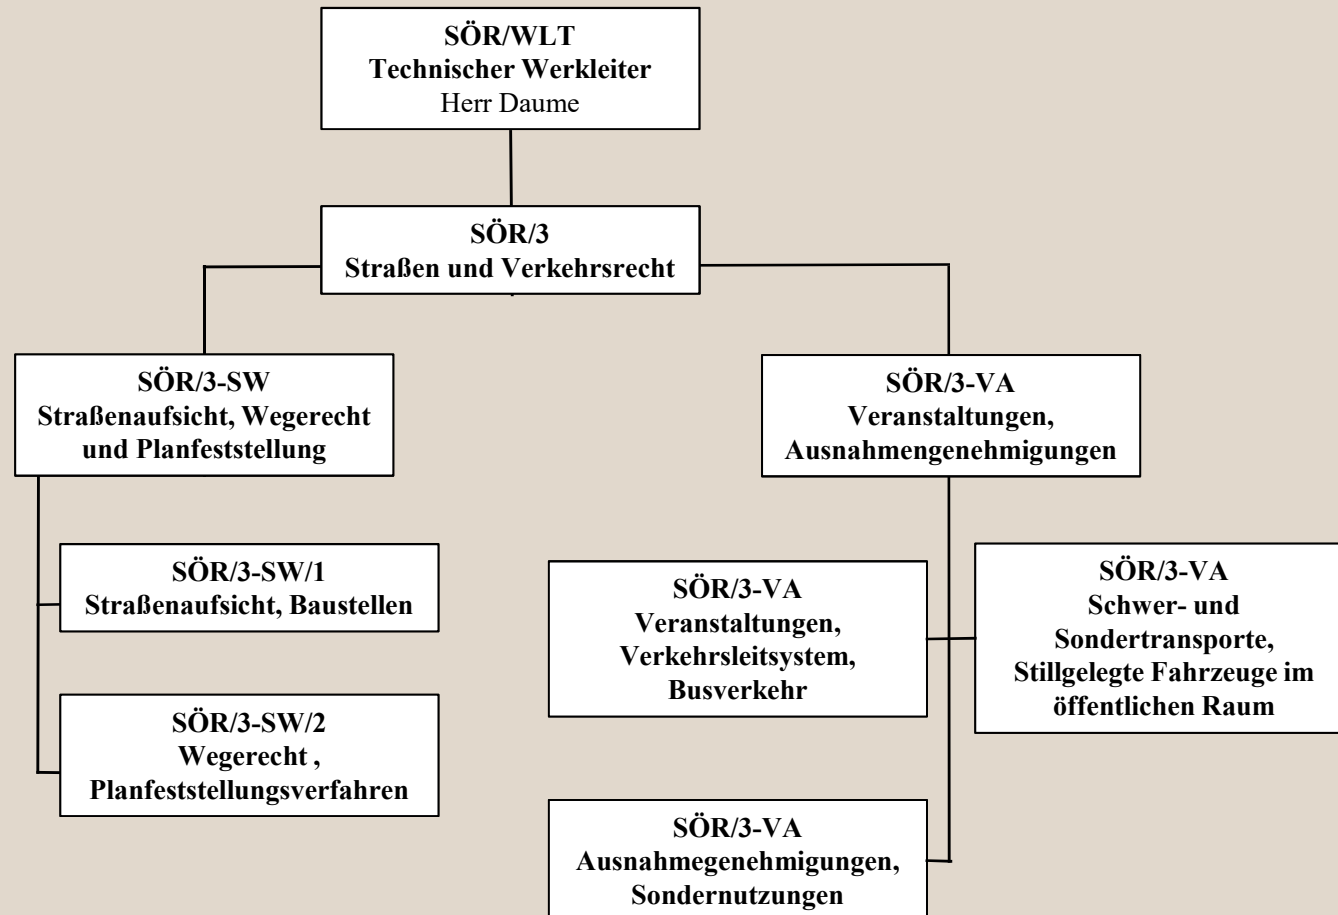 SÖR/WLT
Technischer Werkleiter
Herr Daume
SÖR/3
Straßen und Verkehrsrecht
SÖR/3-SW
Straßenaufsicht, Wegerecht
und Planfeststellung
SÖR/3-VA
Veranstaltungen,
Ausnahmengenehmigungen
SÖR/3-SW/1
Straßenaufsicht, Baustellen
SÖR/3-SW/2
Wegerecht ,
Planfeststellungsverfahren
SÖR/3-VA
Veranstaltungen,
Verkehrsleitsystem,
Busverkehr
SÖR/3-VA
Schwer- und
Sondertransporte,
Stillgelegte Fahrzeuge im
öffentlichen Raum
SÖR/3-VA
Ausnahmegenehmigungen,
Sondernutzungen